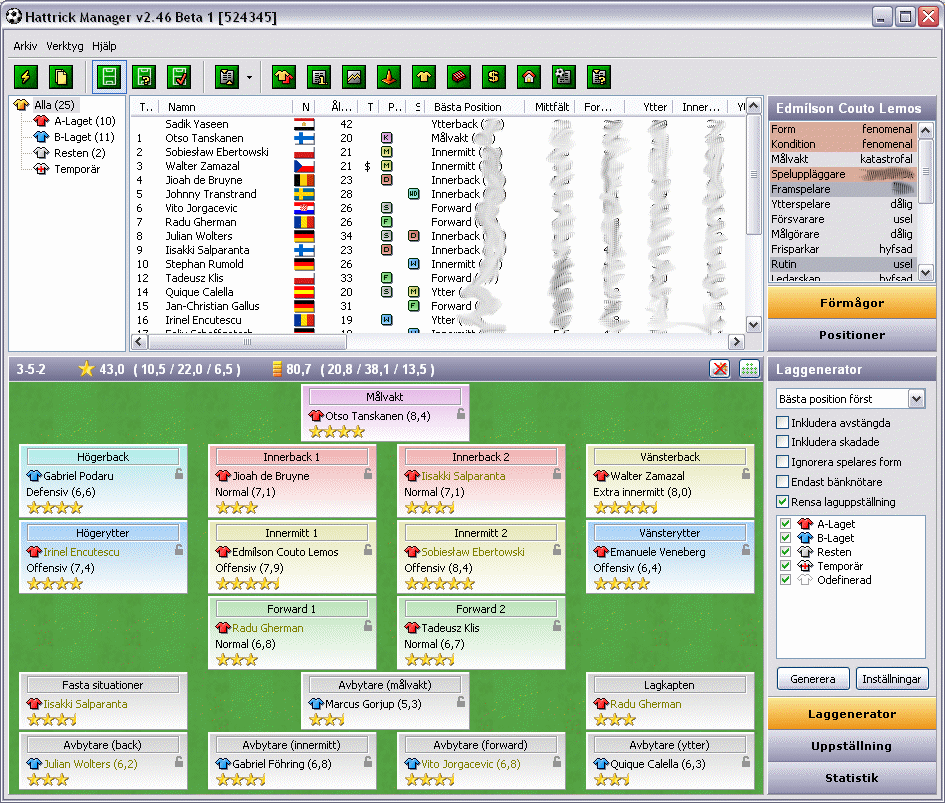 Hattrick Manager v2.46 Beta 1 [524345]
Arkiv Verktyg Hjälp
Alla (25)
A-Laget (10)
B-Laget (11)
Resten (2)
Temporär
T... Namn N Ål... T P... S Bästa Position Mittfält For... Ytter Inner...
Sadik Yaseen 42 Ytterback
1 Otso Tanskanen 20 K Målvakt
2 Sobiesław Ebertowski 21 M Innermitt
3 Walter Zamazal 21 $ M Innermitt
4 Jioah de Bruyne 23 D Innerback
5 Johnny Transtrand 28 WD Innerback
6 Vito Jorgacevic 26 S Forward
7 Radu Gherman 26 F Forward
8 Julian Wolters 34 S D Innerback
9 Iisakki Salparanta 23 D Innerback
10 Stephan Rumold 26 W Innermitt
12 Tadeusz Klis 33 F Forward
14 Quique Calella 20 S M Ytter
15 Jan-Christian Gallus 31 F Forward
16 Irinel Encutescu 19 W Ytter
Edmílson Couto Lemos
Form fenomenal
Kondition fenomenal
Målvakt katastrofal
Speluppläggare
Framspelare
Ytterspelare dålig
Försvarare usel
Målgörare dålig
Frisparkar hyfsad
Rutin usel
Ledarskap hyfsad
Förmågor
Positioner
3-5-2 43,0 ( 10,5 / 22,0 / 6,5 ) 80,7 ( 20,8 / 38,1 / 13,5 )
Målvakt
Otso Tanskanen (8,4)
Högerback Innerback 1 Innerback 2 Vänsterback
Gabriel Podaru Jioah de Bruyne Iisakki Salparanta Walter Zamazal
Defensiv (6,6) Normal (7,1) Normal (7,1) Extra innermitt (8,0)
Högerytter Innermitt 1 Innermitt 2 Vänsterytter
Irinel Encutescu Edmílson Couto Lemos Sobiesław Ebertowski Emanuele Veneberg
Offensiv (7,4) Offensiv (7,9) Offensiv (8,4) Offensiv (6,4)
Forward 1 Forward 2
Radu Gherman Tadeusz Klis
Normal (6,8) Normal (6,7)
Fasta situationer Avbytare (målvakt) Lagkapten
Iisakki Salparanta Marcus Gorjup (5,3) Radu Gherman
Avbytare (back) Avbytare (innermitt) Avbytare (forward) Avbytare (ytter)
Julian Wolters (6,2) Gabriel Föhring (6,8) Vito Jorgacevic (6,8) Quique Calella (6,3)
Laggenerator
Bästa position först
Inkludera avstängda
Inkludera skadade
Ignorera spelares form
Endast bänknötare
Rensa laguppställning
A-Laget
B-Laget
Resten
Temporär
Odefinerad
Generera Inställningar
Laggenerator
Uppställning
Statistik